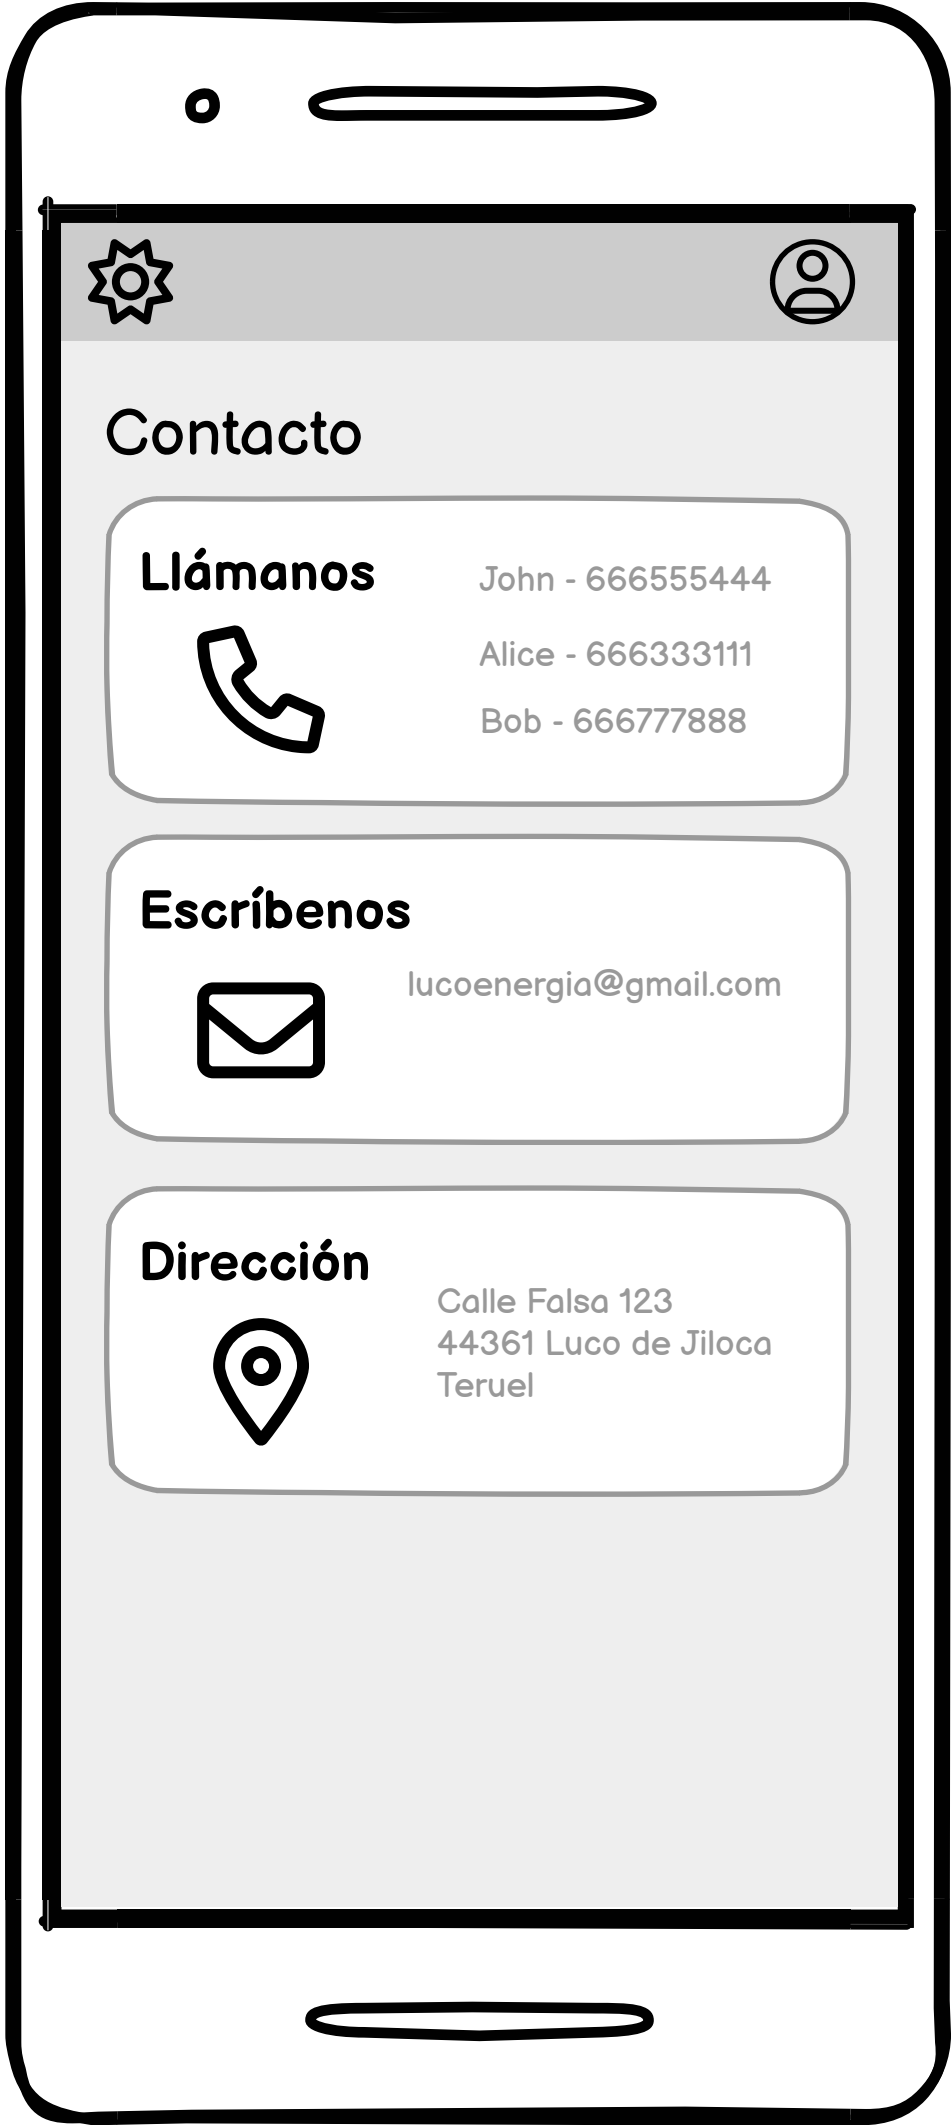 Contacto
Llámanos
John - 666555444
Alice - 666333111
Bob - 666777888
Escríbenos
lucoenergia@gmail.com
Dirección
Calle Falsa 123
44361 Luco de Jiloca
Teruel